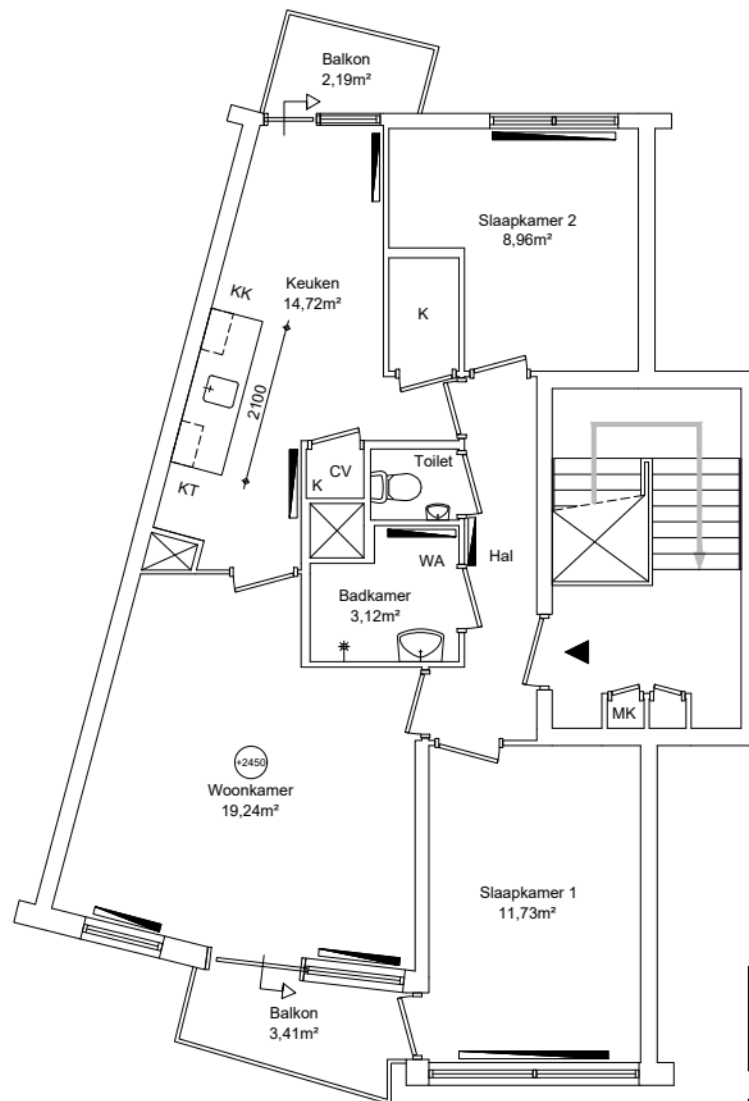 Balkon
2,19m²
Slaapkamer 2
8,96m²
Keuken
14,72m²
KK
K
2100
KT
CV
K
Toilet
WA
Hal
Badkamer
3,12m²
MK
+2450
Woonkamer
19,24m²
Slaapkamer 1
11,73m²
Balkon
3,41m²